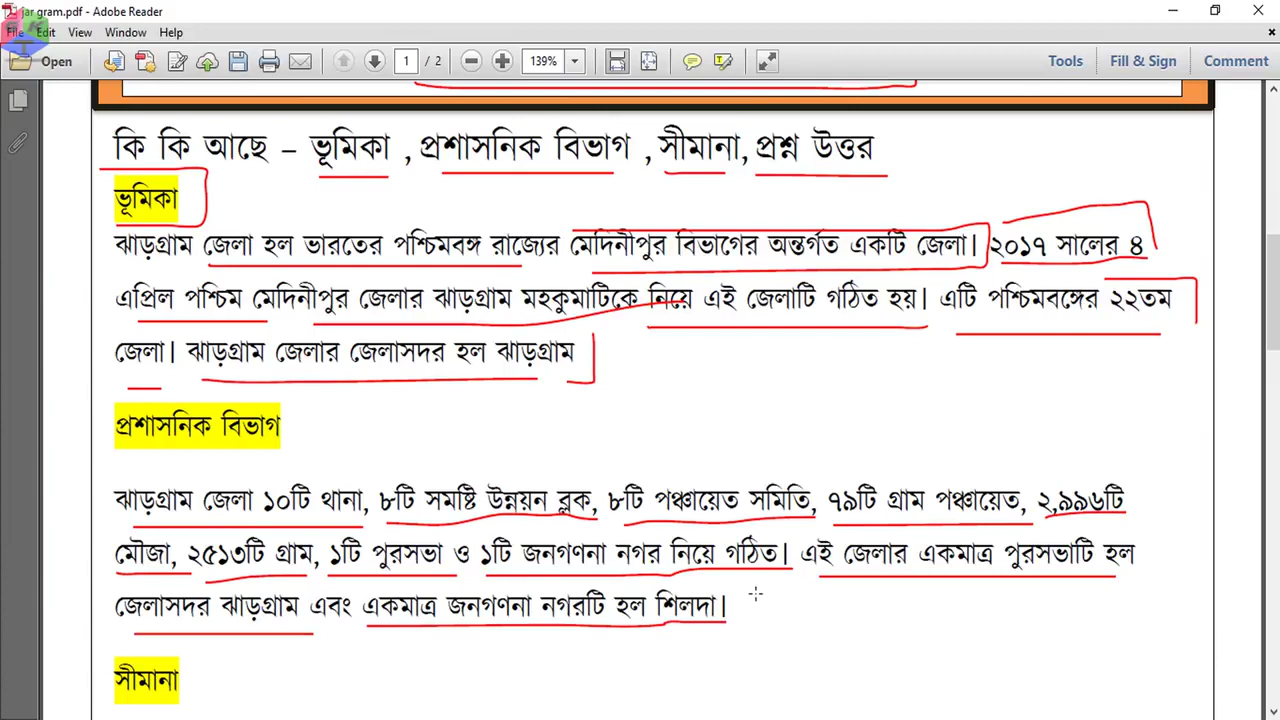 jar gram.pdf - Adobe Reader
File Edit View Window Help
Open 1 / 2 139% Tools Fill & Sign Comment
কি কি আছে – ভূমিকা ,প্রশাসনিক বিভাগ ,সীমানা,প্রশ্ন উত্তর
ভূমিকা
ঝাড়গ্রাম জেলা হল ভারতের পশ্চিমবঙ্গ রাজ্যের মেদিনীপুর বিভাগের অন্তর্গত একটি জেলা। ২০১৭ সালের ৪
এপ্রিল পশ্চিম মেদিনীপুর জেলার ঝাড়গ্রাম মহকুমাটিকে নিয়ে এই জেলাটি গঠিত হয়। এটি পশ্চিমবঙ্গের ২২তম
জেলা। ঝাড়গ্রাম জেলার জেলাসদর হল ঝাড়গ্রাম
প্রশাসনিক বিভাগ
ঝাড়গ্রাম জেলা ১০টি থানা, ৮টি সমষ্টি উন্নয়ন ব্লক, ৮টি পঞ্চায়েত সমিতি, ৭৯টি গ্রাম পঞ্চায়েত, ২,৯৯৬টি
মৌজা, ২৫১৩টি গ্রাম, ১টি পুরসভা ও ১টি জনগণনা নগর নিয়ে গঠিত। এই জেলার একমাত্র পুরসভাটি হল
জেলাসদর ঝাড়গ্রাম এবং একমাত্র জনগণনা নগরটি হল শিলদা।
সীমানা